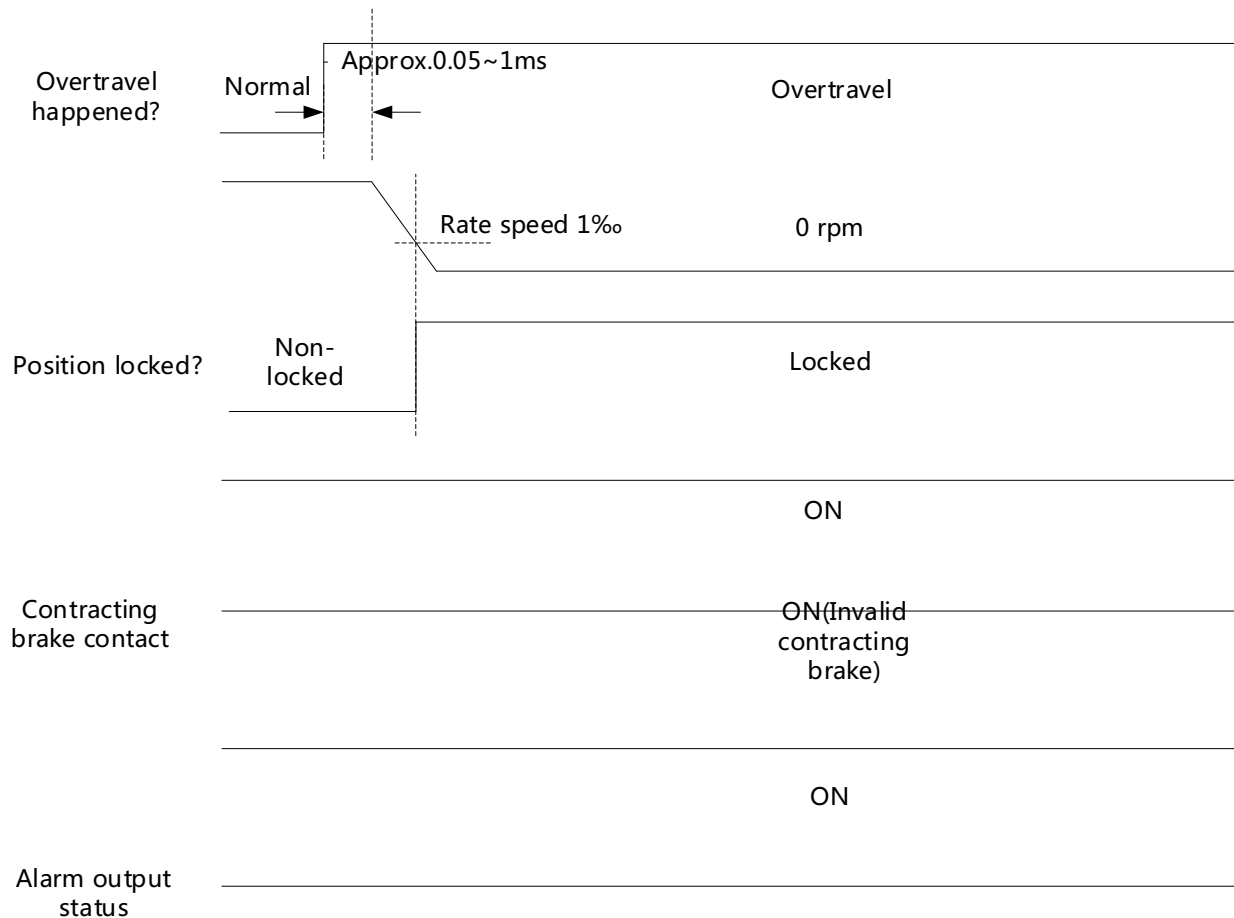 Approx.0.05~1ms
Overtravel
happened?
Normal
Overtravel
Rate speed 1‰
0 rpm
Position locked?
Non-
locked
Locked
ON
Contracting
brake contact
ON(Invalid
contracting
brake)
ON
Alarm output
status